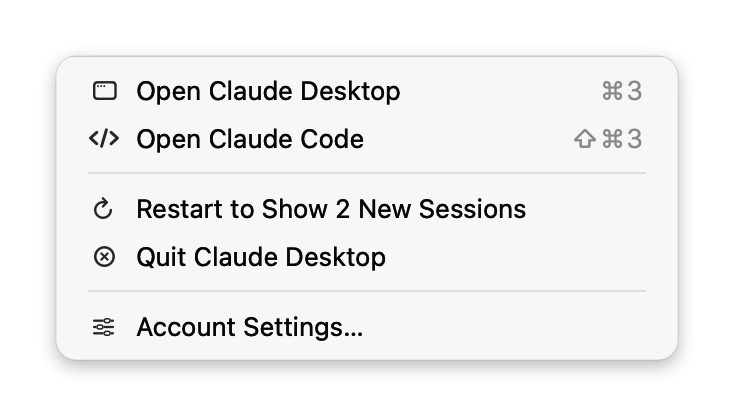 Open Claude Desktop ⌘3
Open Claude Code ⇧⌘3
Restart to Show 2 New Sessions
Quit Claude Desktop
Account Settings...